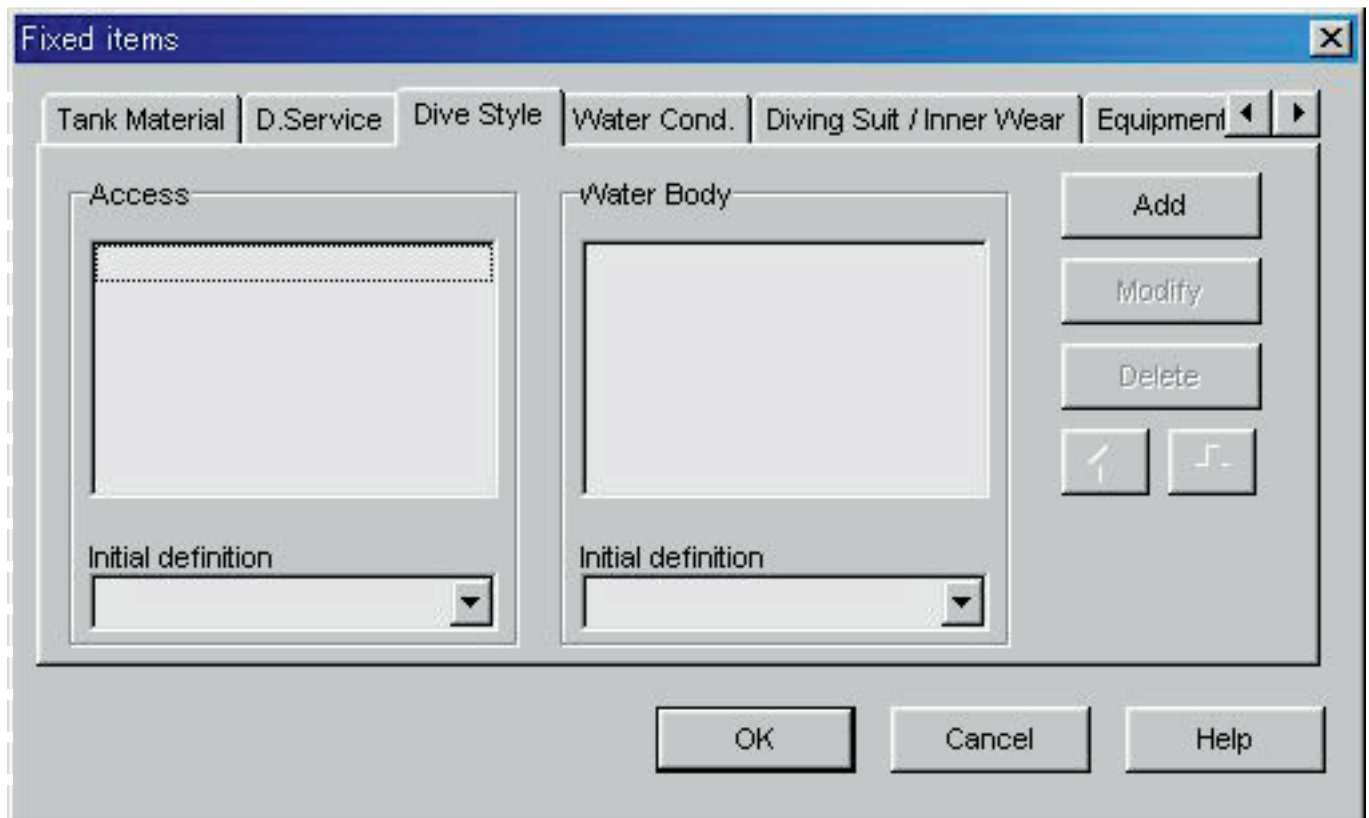 Fixed items
Tank Material D.Service Dive Style Water Cond. Diving Suit / Inner Wear Equipment
Access Water Body Add
Modify
Delete
Initial definition Initial definition
OK Cancel Help